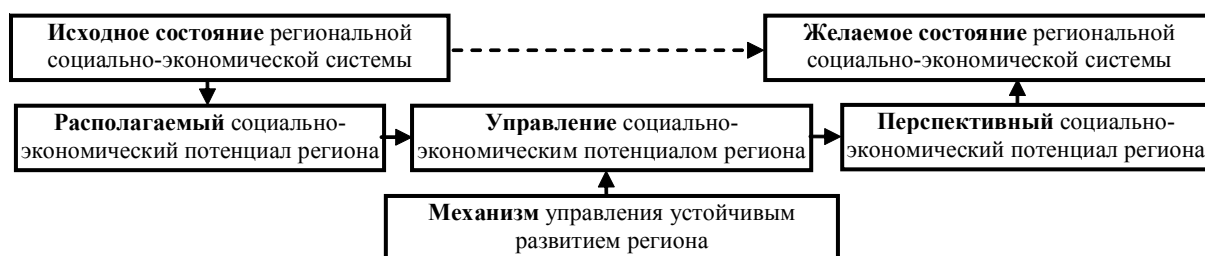 Исходное состояние региональной
социально-экономической системы
Желаемое состояние региональной
социально-экономической системы
Располагаемый социально-
экономический потенциал региона
Управление социально-
экономическим потенциалом региона
Перспективный социально-
экономический потенциал региона
Механизм управления устойчивым
развитием региона